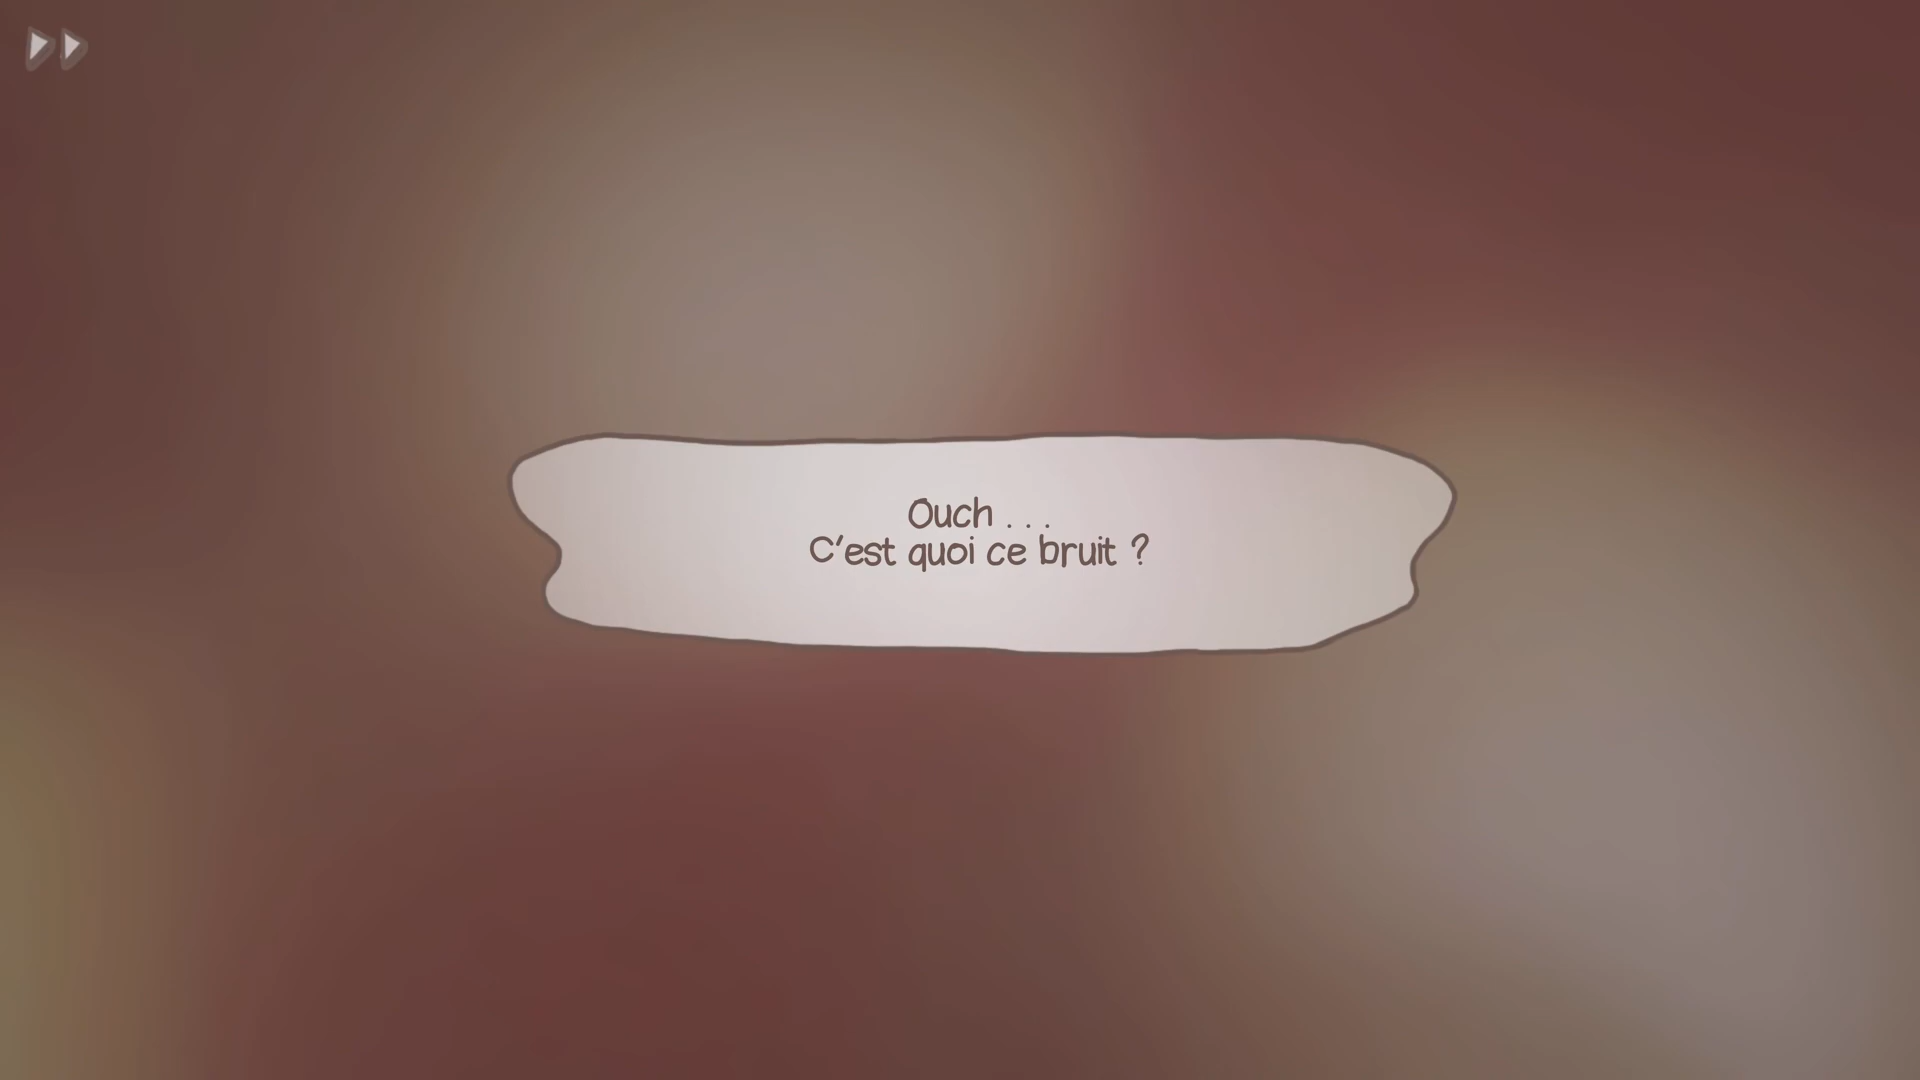 Ouch . . .
C'est quoi ce bruit ?